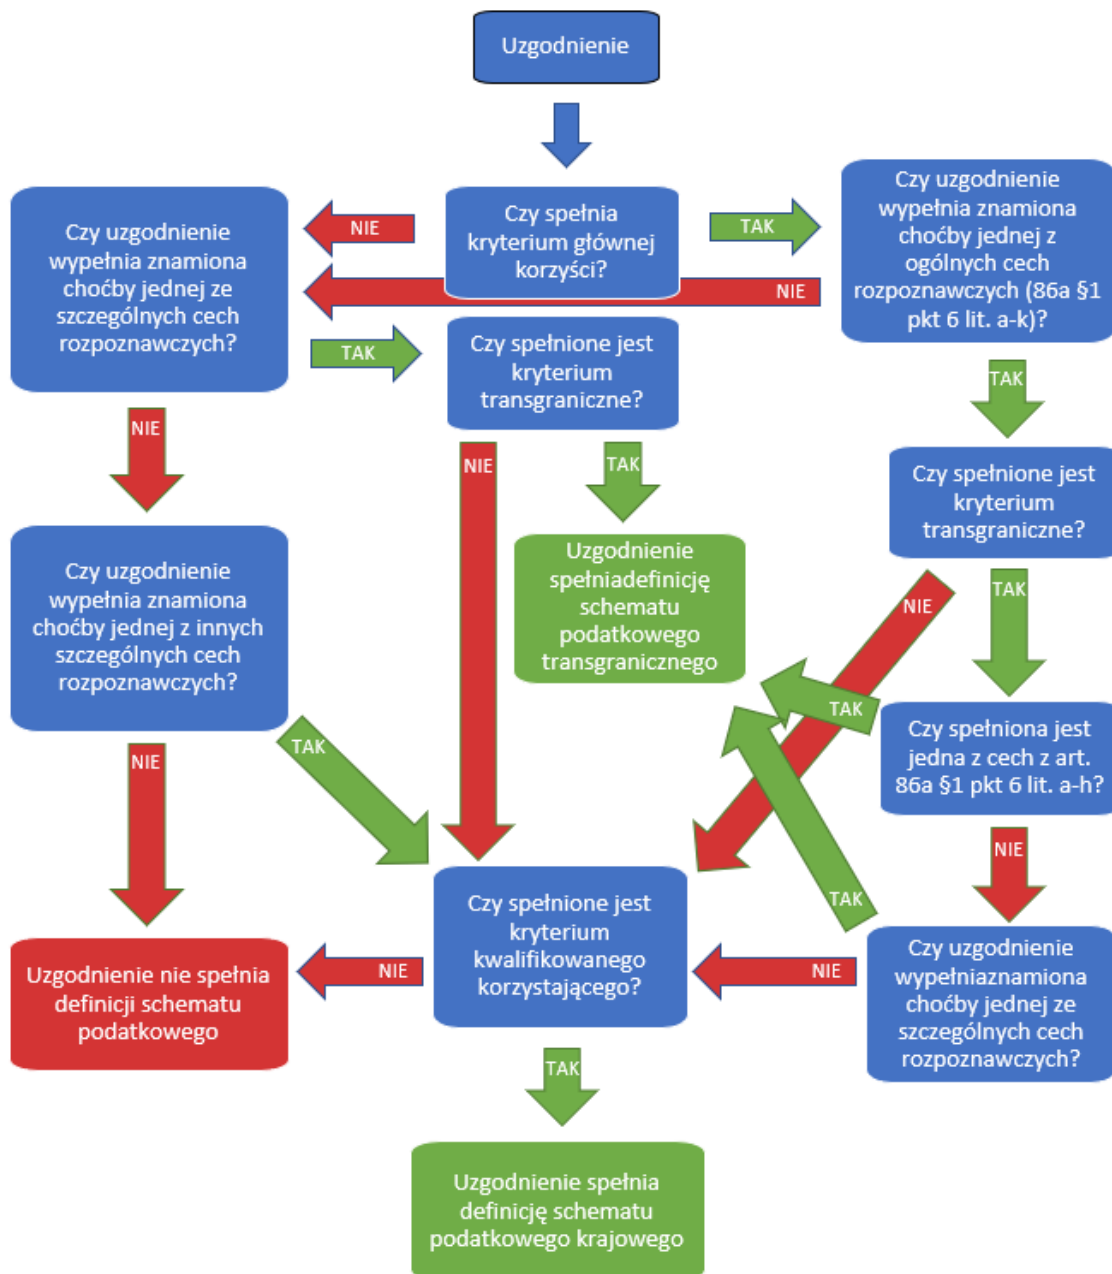 Uzgodnienie
Czy uzgodnienie
wypełnia znamiona
choćby jednej ze
szczególnych cech
rozpoznawczych?
NIE
Czy spełnia
kryterium głównej
korzyści?
TAK
Czy uzgodnienie
wypełnia znamiona
choćby jednej z
ogólnych cech
rozpoznawczych (86a §1
pkt 6 lit. a-k)?
NIE
TAK
Czy spełnione jest
kryterium
transgraniczne?
TAK
NIE
NIE
TAK
Czy spełnione jest
kryterium
transgraniczne?
Czy uzgodnienie
wypełnia znamiona
choćby jednej z innych
szczególnych cech
rozpoznawczych?
Uzgodnienie
spełniadefinicję
schematu
podatkowego
transgranicznego
NIE
TAK
TAK
Czy spełniona jest
jedna z cech z art.
86a §1 pkt 6 lit. a-h?
TAK
NIE
NIE
TAK
Czy spełnione jest
kryterium
kwalifikowanego
korzystającego?
Uzgodnienie nie spełnia
definicji schematu
podatkowego
NIE
NIE
Czy uzgodnienie
wypełniaznamiona
choćby jednej ze
szczególnych cech
rozpoznawczych?
TAK
Uzgodnienie spełnia
definicję schematu
podatkowego krajowego